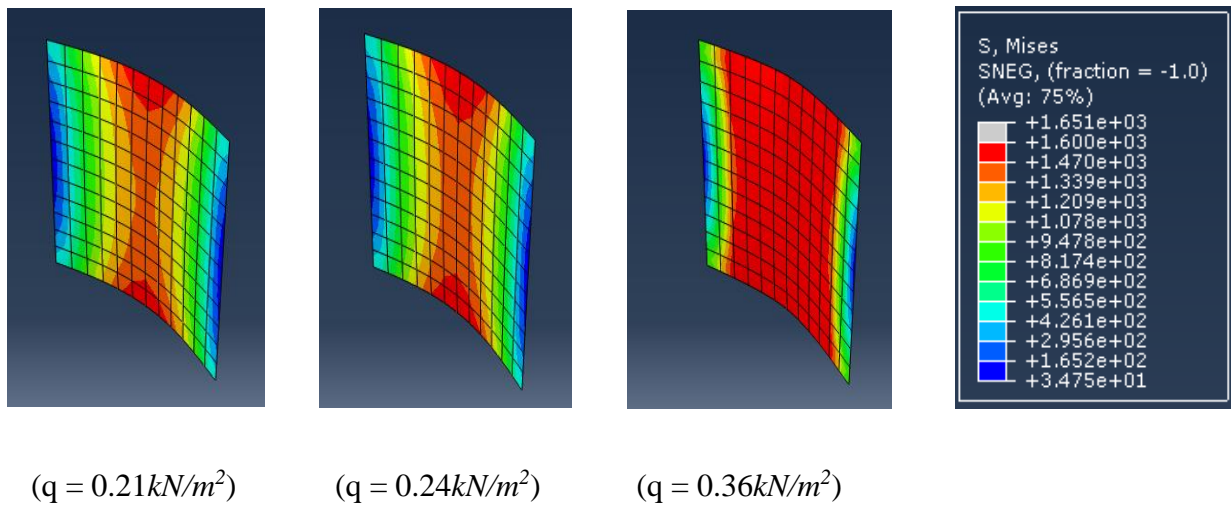 S, Mises
SNEG, (fraction = -1.0)
(Avg: 75%)
+1.651e+03
+1.600e+03
+1.470e+03
+1.339e+03
+1.209e+03
+1.078e+03
+9.478e+02
+8.174e+02
+6.869e+02
+5.565e+02
+4.261e+02
+2.956e+02
+1.652e+02
+3.475e+01
(q = 0.21kN/m²) (q = 0.24kN/m²) (q = 0.36kN/m²)